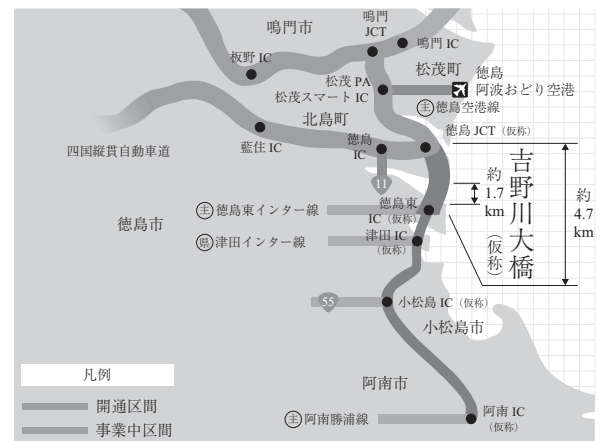 鳴門市
鳴門
JCT
鳴門 IC
板野 IC
松茂町
松茂 PA
松茂スマート IC
徳島
阿波おどり空港
主徳島空港線
北島町
徳島 JCT(仮称)
徳島
IC
藍住 IC
四国縦貫自動車道
11
吉野川大橋
(仮称)
約
1.7
km
約
4.7
km
徳島市
主徳島東インター線
徳島東
IC(仮称)
県津田インター線
津田 IC
(仮称)
55
小松島 IC(仮称)
小松島市
凡例
開通区間
事業中区間
阿南市
主阿南勝浦線
阿南 IC
(仮称)